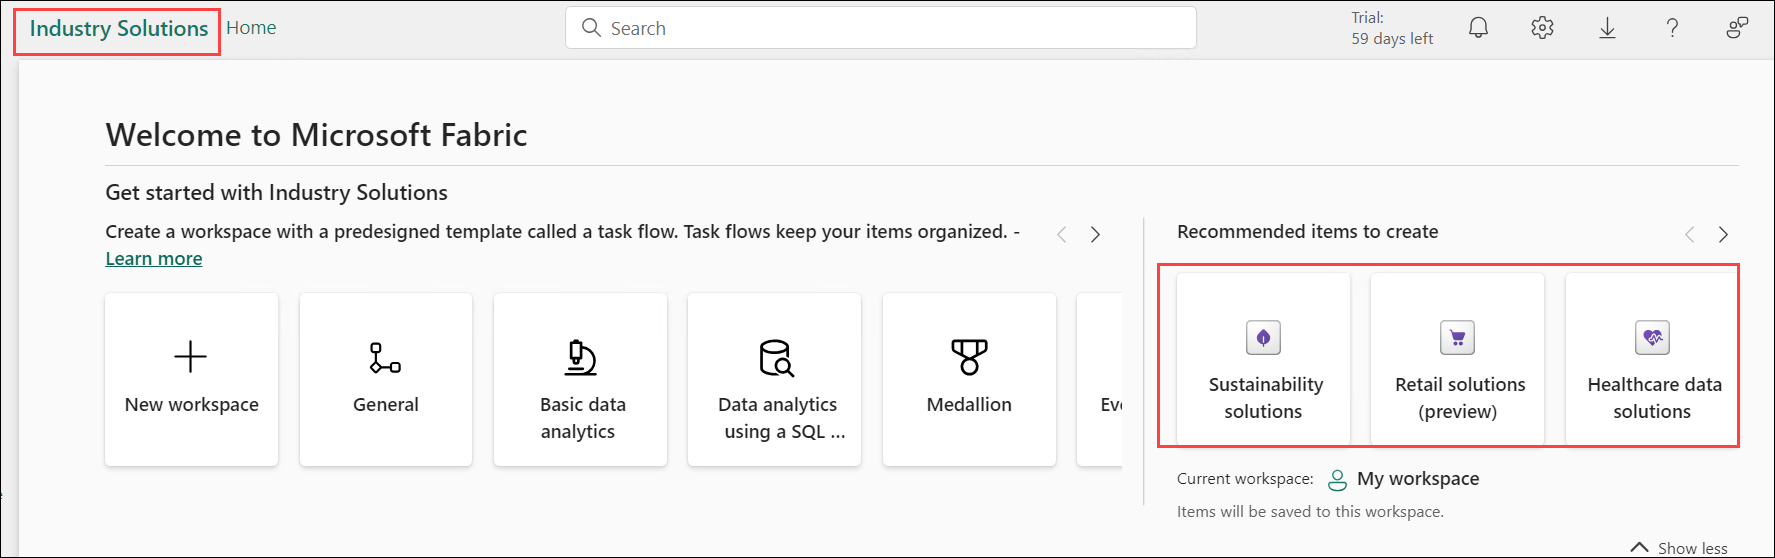 Industry Solutions Home
Search
Trial:
59 days left
?
Welcome to Microsoft Fabric
Get started with Industry Solutions
Create a workspace with a predesigned template called a task flow. Task flows keep your items organized. -
Learn more
New workspace
General
Basic data
analytics
Data analytics
using a SQL ...
Medallion
Recommended items to create
Sustainability
solutions
Retail solutions
(preview)
Healthcare data
solutions
Current workspace: My workspace
Items will be saved to this workspace.
Show less